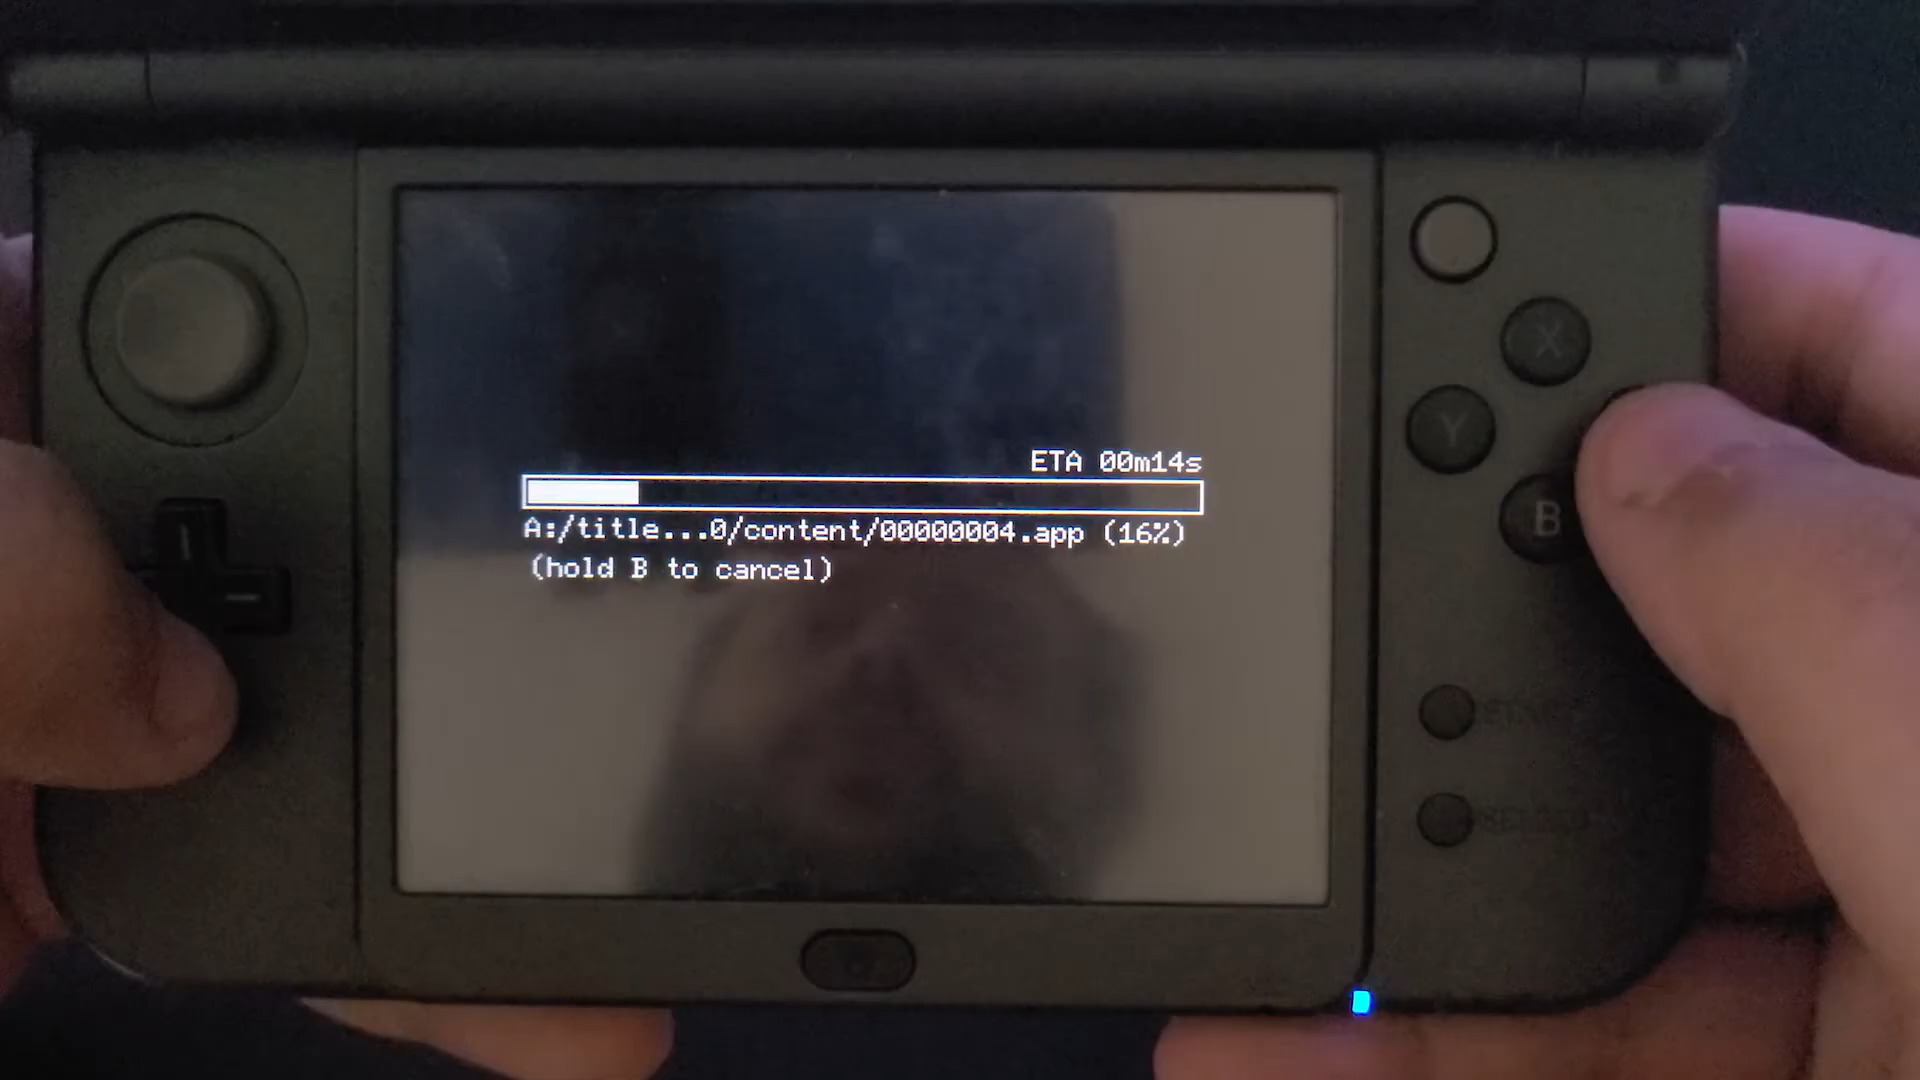 X
ETA 00m14s
Y
A:/title...0/content/00000004.app (16%)
B
(hold B to cancel)